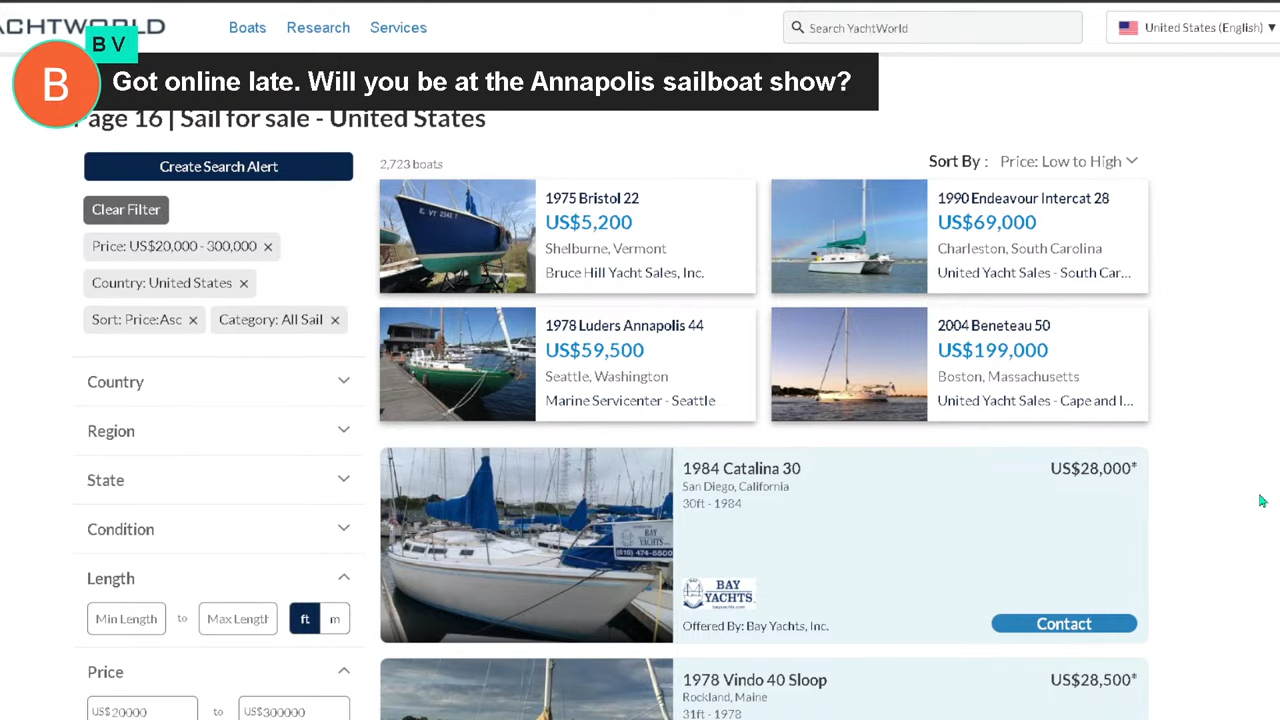 ACHTWORLD
Boats
Research
Services
Search YachtWorld
United States (English)
B V
B
Got online late. Will you be at the Annapolis sailboat show?
Page 16 | Sail for sale - United States
Create Search Alert
2,723 boats
Sort By : Price: Low to High
Clear Filter
Price: US$20,000 - 300,000 ×
Country: United States ×
Sort: Price:Asc ×
Category: All Sail ×
Country
Region
State
Condition
Length
Min Length to Max Length ft m
Price
US$20000 to US$300000
1975 Bristol 22
US$5,200
Shelburne, Vermont
Bruce Hill Yacht Sales, Inc.
1990 Endeavour Intercat 28
US$69,000
Charleston, South Carolina
United Yacht Sales - South Car...
1978 Luders Annapolis 44
US$59,500
Seattle, Washington
Marine Servicenter - Seattle
2004 Beneteau 50
US$199,000
Boston, Massachusetts
United Yacht Sales - Cape and I...
BAY
YACHTS
(619) 474-5500
1984 Catalina 30
US$28,000*
San Diego, California
30ft - 1984
BAY
YACHTS
Offered By: Bay Yachts, Inc.
Contact
1978 Vindo 40 Sloop
US$28,500*
Rockland, Maine
31ft - 1978